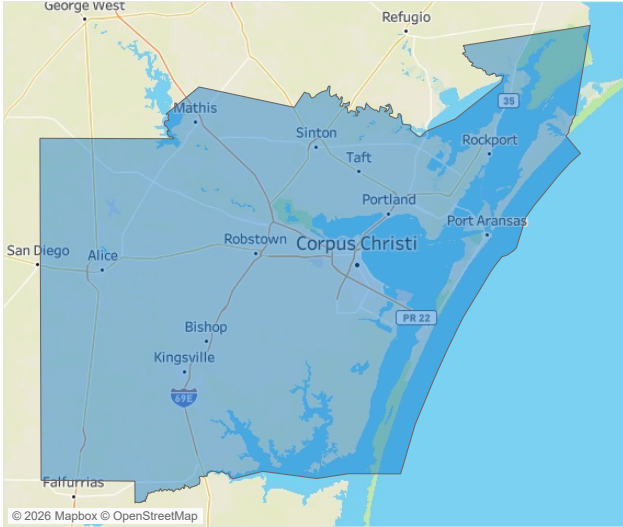 George West
Refugio
Mathis
35
Sinton
Rockport
Taft
Portland
Port Aransas
Robstown
Corpus Christi
San Diego
Alice
PR 22
Bishop
Kingsville
69E
Falfurrias
© 2026 Mapbox © OpenStreetMap